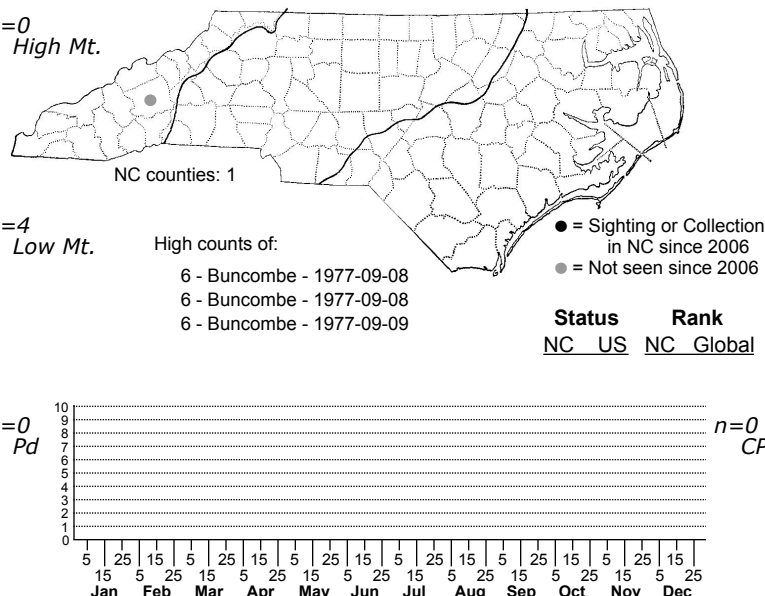 =0
High Mt.
NC counties: 1
=4
Low Mt.
High counts of:
6 - Buncombe - 1977-09-08
6 - Buncombe - 1977-09-08
6 - Buncombe - 1977-09-09
● = Sighting or Collection
in NC since 2006
● = Not seen since 2006
Status Rank
NC US NC Global
=0
Pd
n=0
CP
10
9
8
7
6
5
4
3
2
1
0
5 25 15 5 25 15 5 25 15 5 25 15 5 25 15 5 25 15
15 5 25 15 5 25 15 5 25 15 5 25 15 5 25 15 5 25
Jan Feb Mar Apr May Jun Jul Aug Sep Oct Nov Dec